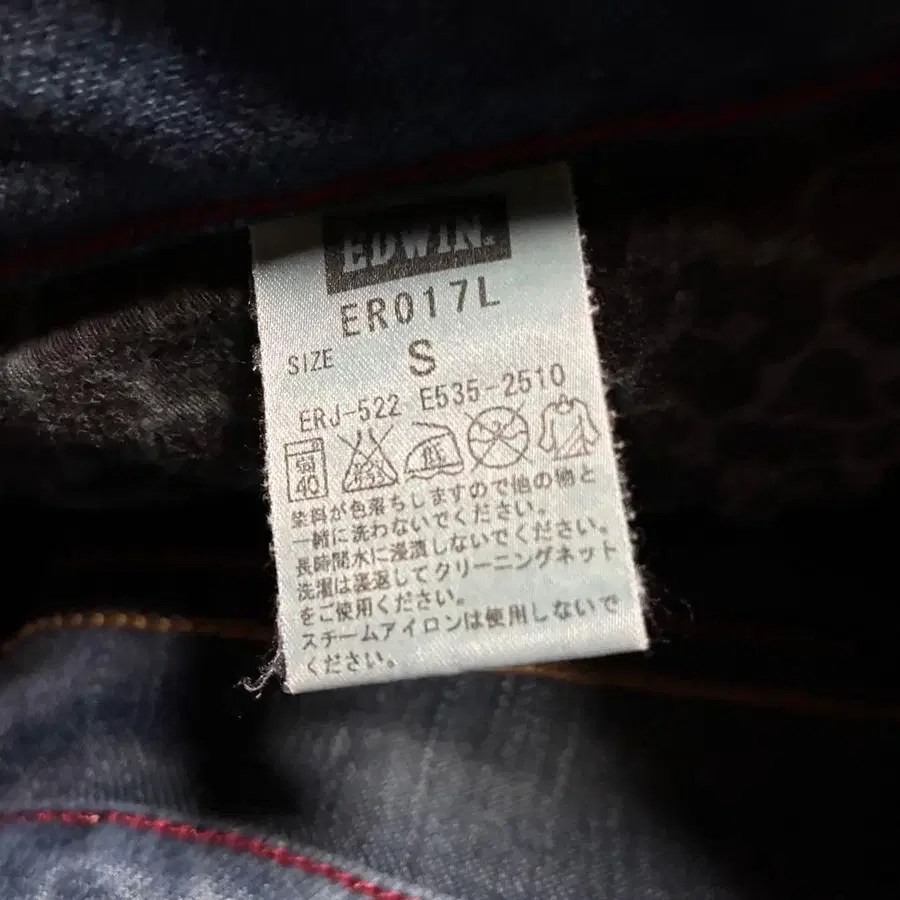 EDWIN.
ER017L
SIZE S
ERJ-522 E535-2510
弱
40
染料が色落ちしますので他の物と
一緒に洗わないでください。
長時間水に浸漬しないでください。
洗濯は裏返してクリーニングネット
をご使用ください。
スチームアイロンは使用しないで
ください。